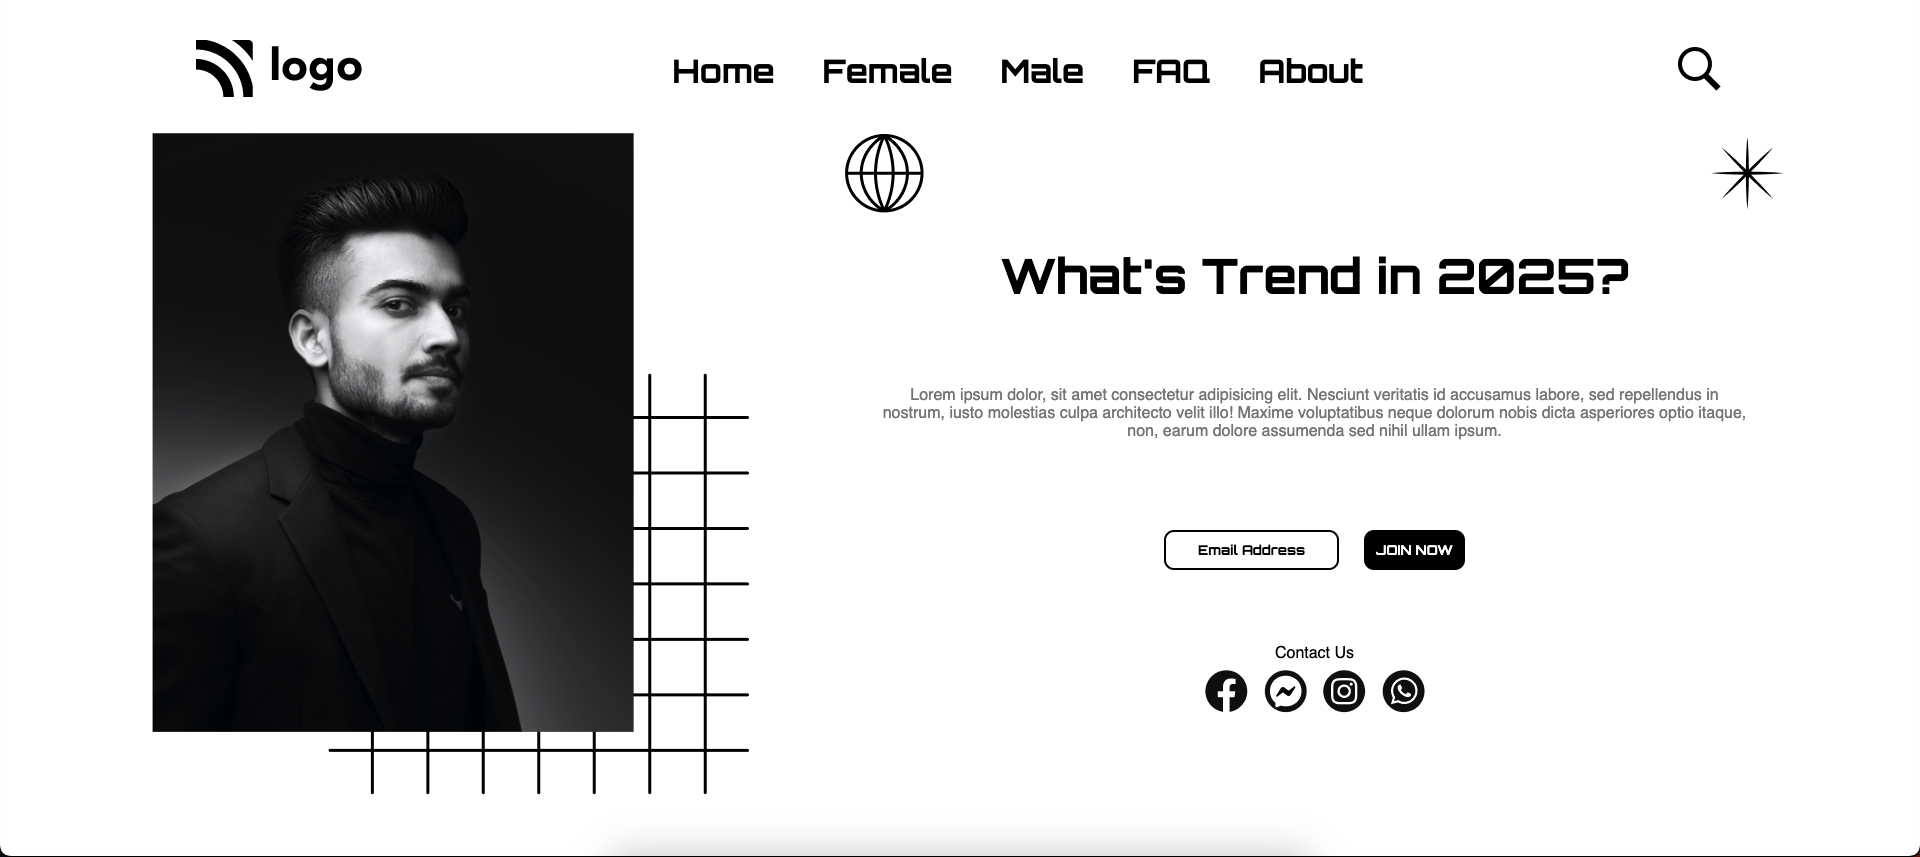 logo
Home Female Male FAQ About
What's Trend in 2025?
Lorem ipsum dolor, sit amet consectetur adipisicing elit. Nesciunt veritatis id accusamus labore, sed repellendus in
nostrum, iusto molestias culpa architecto velit illo! Maxime voluptatibus neque dolorum nobis dicta asperiores optio itaque,
non, earum dolore assumenda sed nihil ullam ipsum.
Email Address JOIN NOW
Contact Us